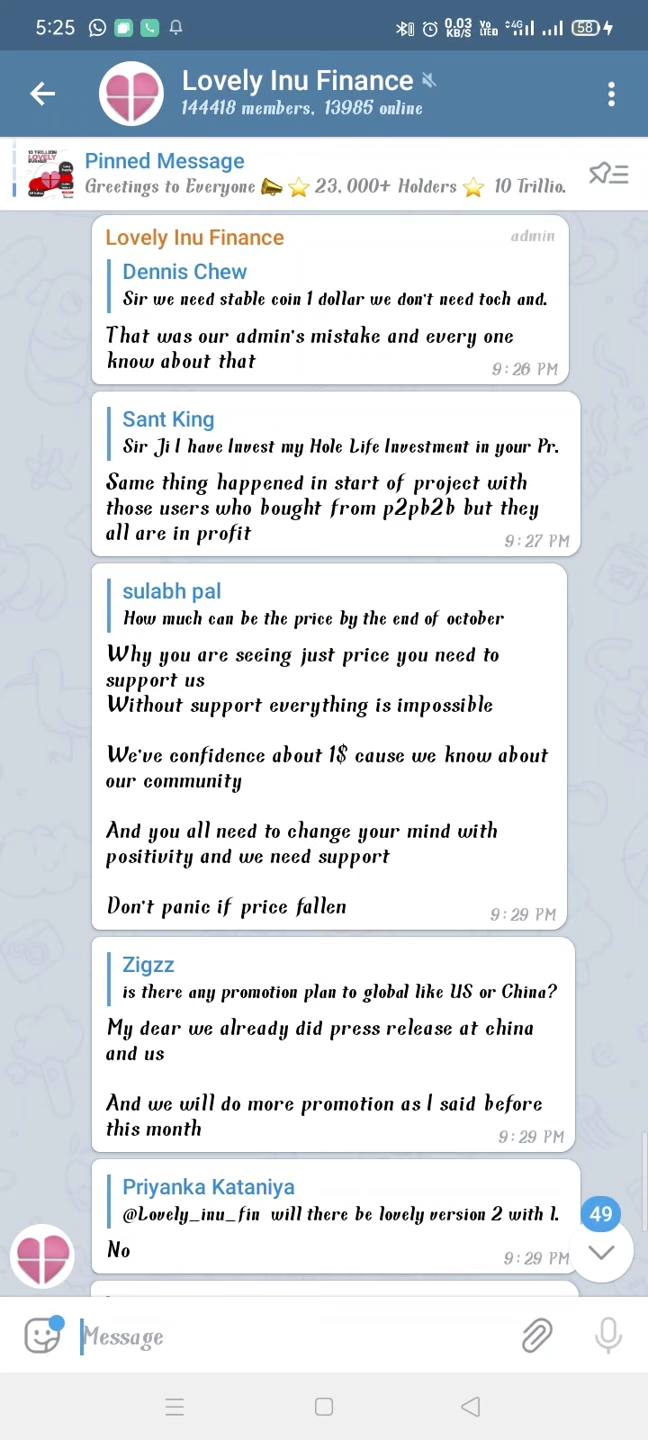 5:25
0.03 KB/S
Vo LTED
4G
58
Lovely Inu Finance
144418 members, 13985 online
Pinned Message
Greetings to Everyone 📣 ⭐ 23,000+ Holders ⭐ 10 Trillio.
Lovely Inu Finance admin
Dennis Chew
Sir we need stable coin 1 dollar we don't need toch and.
That was our admin's mistake and every one
know about that
9:26 PM
Sant King
Sir Ji I have Invest my Hole Life Investment in your Pr.
Same thing happened in start of project with
those users who bought from p2pb2b but they
all are in profit
9:27 PM
sulabh pal
How much can be the price by the end of october
Why you are seeing just price you need to
support us
Without support everything is impossible
We've confidence about 1$ cause we know about
our community
And you all need to change your mind with
positivity and we need support
Don't panic if price fallen
9:29 PM
Zigzz
is there any promotion plan to global like US or China?
My dear we already did press release at china
and us
And we will do more promotion as I said before
this month
9:29 PM
Priyanka Kataniya
@Lovely_inu_fin will there be lovely version 2 with l.
No
9:29 PM
49
Message